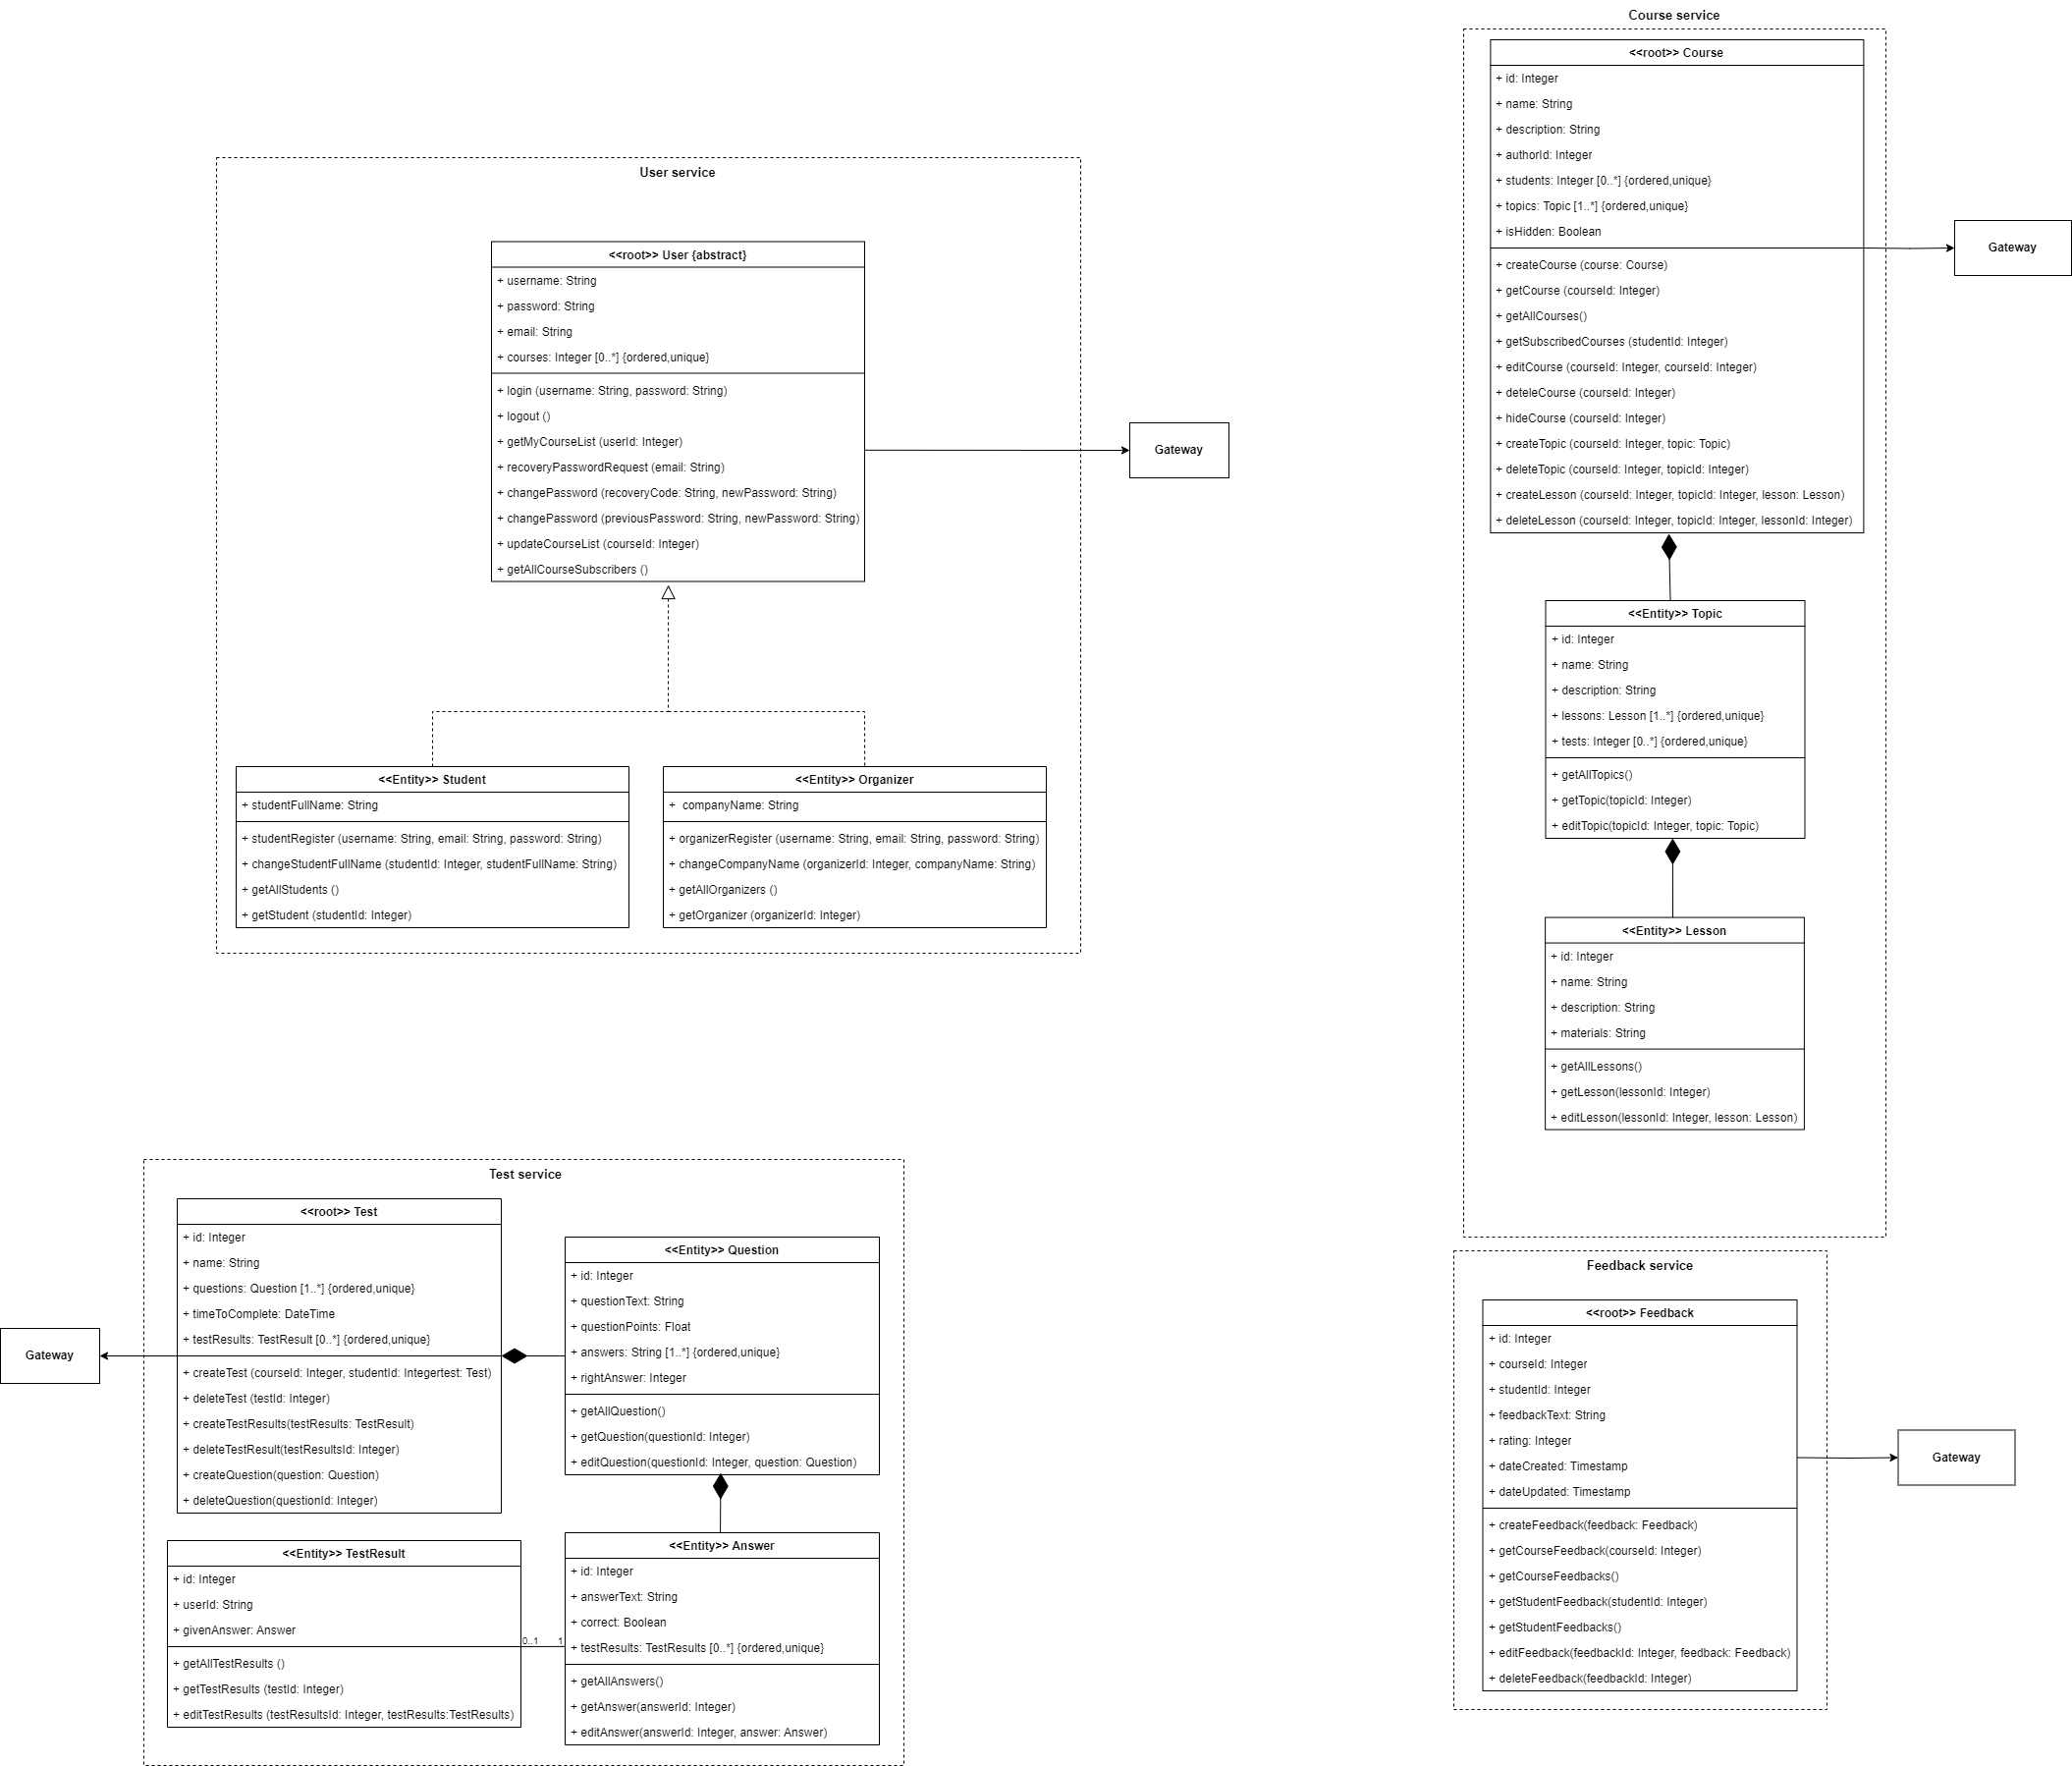 Course service
<<root>> Course
+ id: Integer
+ name: String
+ description: String
+ authorId: Integer
+ students: Integer [0..*] {ordered,unique}
+ topics: Topic [1..*] {ordered,unique}
+ isHidden: Boolean
+ createCourse (course: Course)
+ getCourse (courseId: Integer)
+ getAllCourses()
+ getSubscribedCourses (studentId: Integer)
+ editCourse (courseId: Integer, courseId: Integer)
+ deteleCourse (courseId: Integer)
+ hideCourse (courseId: Integer)
+ createTopic (courseId: Integer, topic: Topic)
+ deleteTopic (courseId: Integer, topicId: Integer)
+ createLesson (courseId: Integer, topicId: Integer, lesson: Lesson)
+ deleteLesson (courseId: Integer, topicId: Integer, lessonId: Integer)
Gateway
<<Entity>> Topic
+ id: Integer
+ name: String
+ description: String
+ lessons: Lesson [1..*] {ordered,unique}
+ tests: Integer [0..*] {ordered,unique}
+ getAllTopics()
+ getTopic(topicId: Integer)
+ editTopic(topicId: Integer, topic: Topic)
<<Entity>> Lesson
+ id: Integer
+ name: String
+ description: String
+ materials: String
+ getAllLessons()
+ getLesson(lessonId: Integer)
+ editLesson(lessonId: Integer, lesson: Lesson)
User service
<<root>> User {abstract}
+ username: String
+ password: String
+ email: String
+ courses: Integer [0..*] {ordered,unique}
+ login (username: String, password: String)
+ logout ()
+ getMyCourseList (userId: Integer)
+ recoveryPasswordRequest (email: String)
+ changePassword (recoveryCode: String, newPassword: String)
+ changePassword (previousPassword: String, newPassword: String)
+ updateCourseList (courseId: Integer)
+ getAllCourseSubscribers ()
Gateway
<<Entity>> Student
+ studentFullName: String
+ studentRegister (username: String, email: String, password: String)
+ changeStudentFullName (studentId: Integer, studentFullName: String)
+ getAllStudents ()
+ getStudent (studentId: Integer)
<<Entity>> Organizer
+ companyName: String
+ organizerRegister (username: String, email: String, password: String)
+ changeCompanyName (organizerId: Integer, companyName: String)
+ getAllOrganizers ()
+ getOrganizer (organizerId: Integer)
Test service
<<root>> Test
+ id: Integer
+ name: String
+ questions: Question [1..*] {ordered,unique}
+ timeToComplete: DateTime
+ testResults: TestResult [0..*] {ordered,unique}
+ createTest (courseId: Integer, studentId: Integertest: Test)
+ deleteTest (testId: Integer)
+ createTestResults(testResults: TestResult)
+ deleteTestResult(testResultsId: Integer)
+ createQuestion(question: Question)
+ deleteQuestion(questionId: Integer)
Gateway
<<Entity>> Question
+ id: Integer
+ questionText: String
+ questionPoints: Float
+ answers: String [1..*] {ordered,unique}
+ rightAnswer: Integer
+ getAllQuestion()
+ getQuestion(questionId: Integer)
+ editQuestion(questionId: Integer, question: Question)
<<Entity>> TestResult
+ id: Integer
+ userId: String
+ givenAnswer: Answer
+ getAllTestResults ()
+ getTestResults (testId: Integer)
+ editTestResults (testResultsId: Integer, testResults:TestResults)
0..1
1
<<Entity>> Answer
+ id: Integer
+ answerText: String
+ correct: Boolean
+ testResults: TestResults [0..*] {ordered,unique}
+ getAllAnswers()
+ getAnswer(answerId: Integer)
+ editAnswer(answerId: Integer, answer: Answer)
Feedback service
<<root>> Feedback
+ id: Integer
+ courseId: Integer
+ studentId: Integer
+ feedbackText: String
+ rating: Integer
+ dateCreated: Timestamp
+ dateUpdated: Timestamp
+ createFeedback(feedback: Feedback)
+ getCourseFeedback(courseId: Integer)
+ getCourseFeedbacks()
+ getStudentFeedback(studentId: Integer)
+ getStudentFeedbacks()
+ editFeedback(feedbackId: Integer, feedback: Feedback)
+ deleteFeedback(feedbackId: Integer)
Gateway